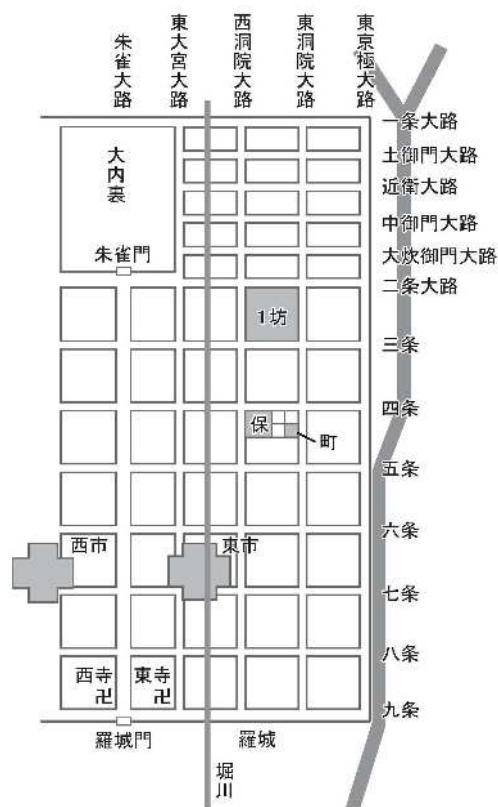 朱雀大路
東大宮大路
西洞院大路
東洞院大路
東京極大路
一条大路
土御門大路
近衛大路
中御門大路
大炊御門大路
二条大路
三条
四条
五条
六条
七条
八条
九条
大内裏
朱雀門
1坊
保
町
西市
東市
西寺
卍
東寺
卍
羅城門
羅城
堀川